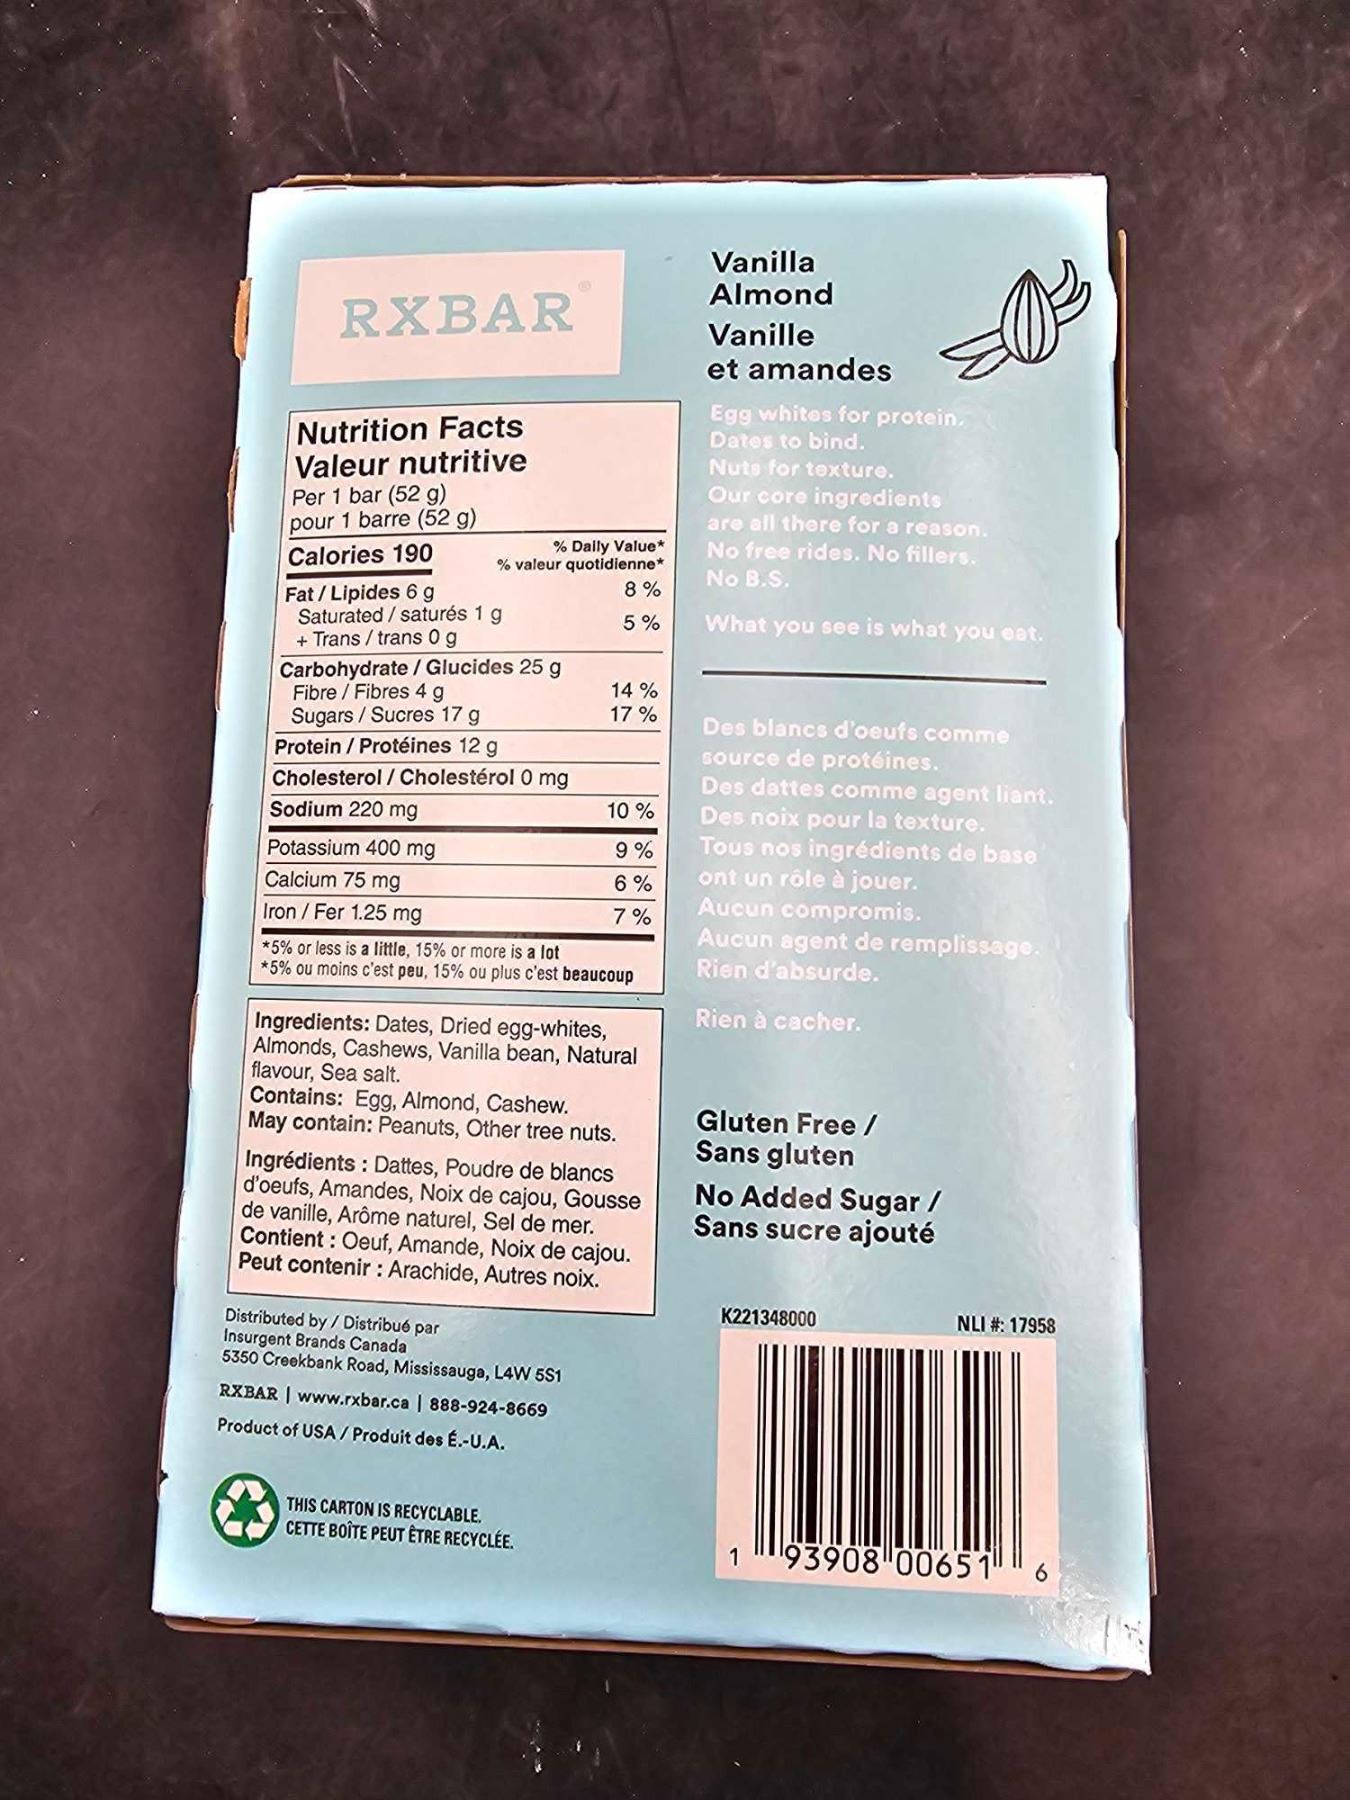 RXBAR®
Vanilla
Almond
Vanille
et amandes
Nutrition Facts
Valeur nutritive
Per 1 bar (52 g)
pour 1 barre (52 g)
Calories 190
% Daily Value*
% valeur quotidienne*
Fat / Lipides 6 g 8 %
Saturated / saturés 1 g
+ Trans / trans 0 g 5 %
Carbohydrate / Glucides 25 g
Fibre / Fibres 4 g 14 %
Sugars / Sucres 17 g 17 %
Protein / Protéines 12 g
Cholesterol / Cholestérol 0 mg
Sodium 220 mg 10 %
Potassium 400 mg 9 %
Calcium 75 mg 6 %
Iron / Fer 1.25 mg 7 %
*5% or less is a little, 15% or more is a lot
*5% ou moins c'est peu, 15% ou plus c'est beaucoup
Ingredients: Dates, Dried egg-whites,
Almonds, Cashews, Vanilla bean, Natural
flavour, Sea salt.
Contains: Egg, Almond, Cashew.
May contain: Peanuts, Other tree nuts.
Ingrédients : Dattes, Poudre de blancs
d'oeufs, Amandes, Noix de cajou, Gousse
de vanille, Arôme naturel, Sel de mer.
Contient : Oeuf, Amande, Noix de cajou.
Peut contenir : Arachide, Autres noix.
Distributed by / Distribué par
Insurgent Brands Canada
5350 Creekbank Road, Mississauga, L4W 5S1
RXBAR | www.rxbar.ca | 888-924-8669
Product of USA / Produit des É.-U.A.
THIS CARTON IS RECYCLABLE.
CETTE BOÎTE PEUT ÊTRE RECYCLÉE.
Egg whites for protein.
Dates to bind.
Nuts for texture.
Our core ingredients
are all there for a reason.
No free rides. No fillers.
No B.S.
What you see is what you eat.
Des blancs d'oeufs comme
source de protéines.
Des dattes comme agent liant.
Des noix pour la texture.
Tous nos ingrédients de base
ont un rôle à jouer.
Aucun compromis.
Aucun agent de remplissage.
Rien d'absurde.
Rien à cacher.
Gluten Free /
Sans gluten
No Added Sugar /
Sans sucre ajouté
K221348000 NLI #: 17958
1 93908 00651 6